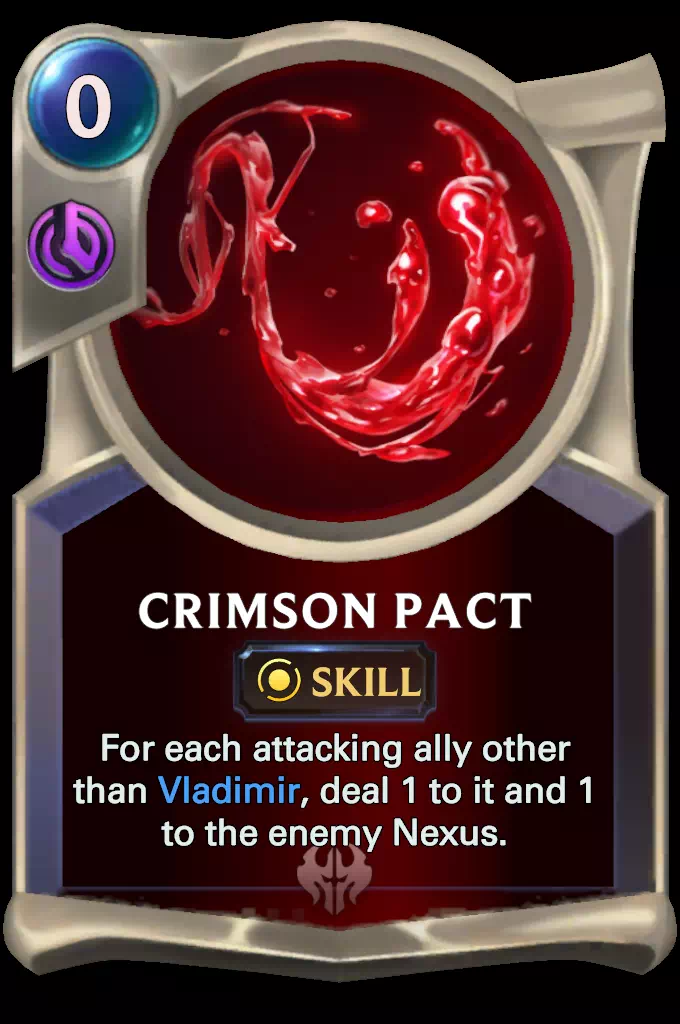 0
CRIMSON PACT
SKILL
For each attacking ally other
than Vladimir, deal 1 to it and 1
to the enemy Nexus.